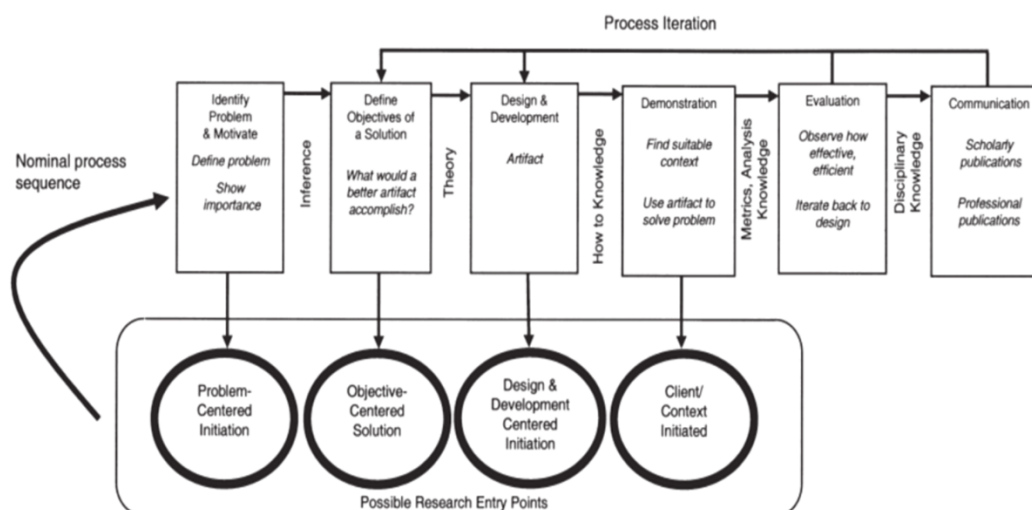 Process Iteration
Nominal process
sequence
Identify
Problem
& Motivate
Define problem
Show
importance
Inference
Define
Objectives of
a Solution
What would a
better artifact
accomplish?
Theory
Design &
Development
Artifact
How to Knowledge
Demonstration
Find suitable
context
Use artifact to
solve problem
Metrics, Analysis
Knowledge
Evaluation
Observe how
effective,
efficient
Iterate back to
design
Disciplinary
Knowledge
Communication
Scholarly
publications
Professional
publications
Problem-
Centered
Initiation
Objective-
Centered
Solution
Design &
Development
Centered
Initiation
Client/
Context
Initiated
Possible Research Entry Points